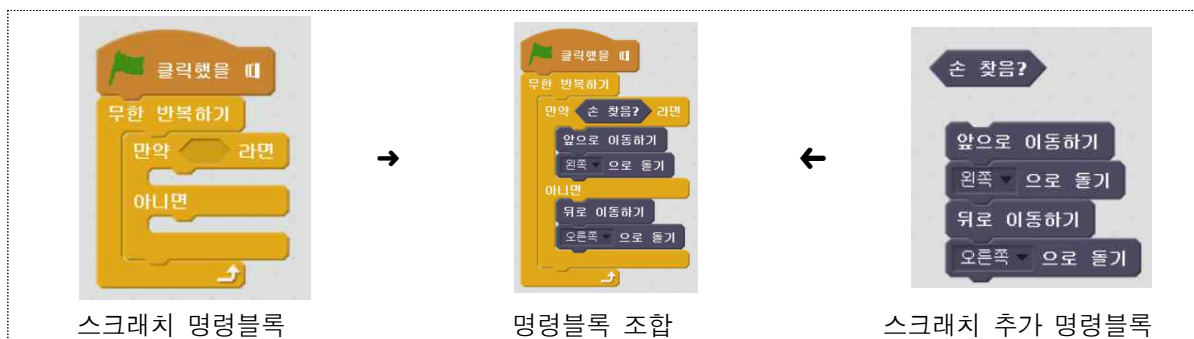 클릭했을 때
무한 반복하기
만약 라면
아니면
스크래치 명령블록
클릭했을 때
무한 반복하기
만약 손 찾음? 라면
앞으로 이동하기
왼쪽 으로 돌기
아니면
뒤로 이동하기
오른쪽 으로 돌기
명령블록 조합
손 찾음?
앞으로 이동하기
왼쪽 으로 돌기
뒤로 이동하기
오른쪽 으로 돌기
스크래치 추가 명령블록